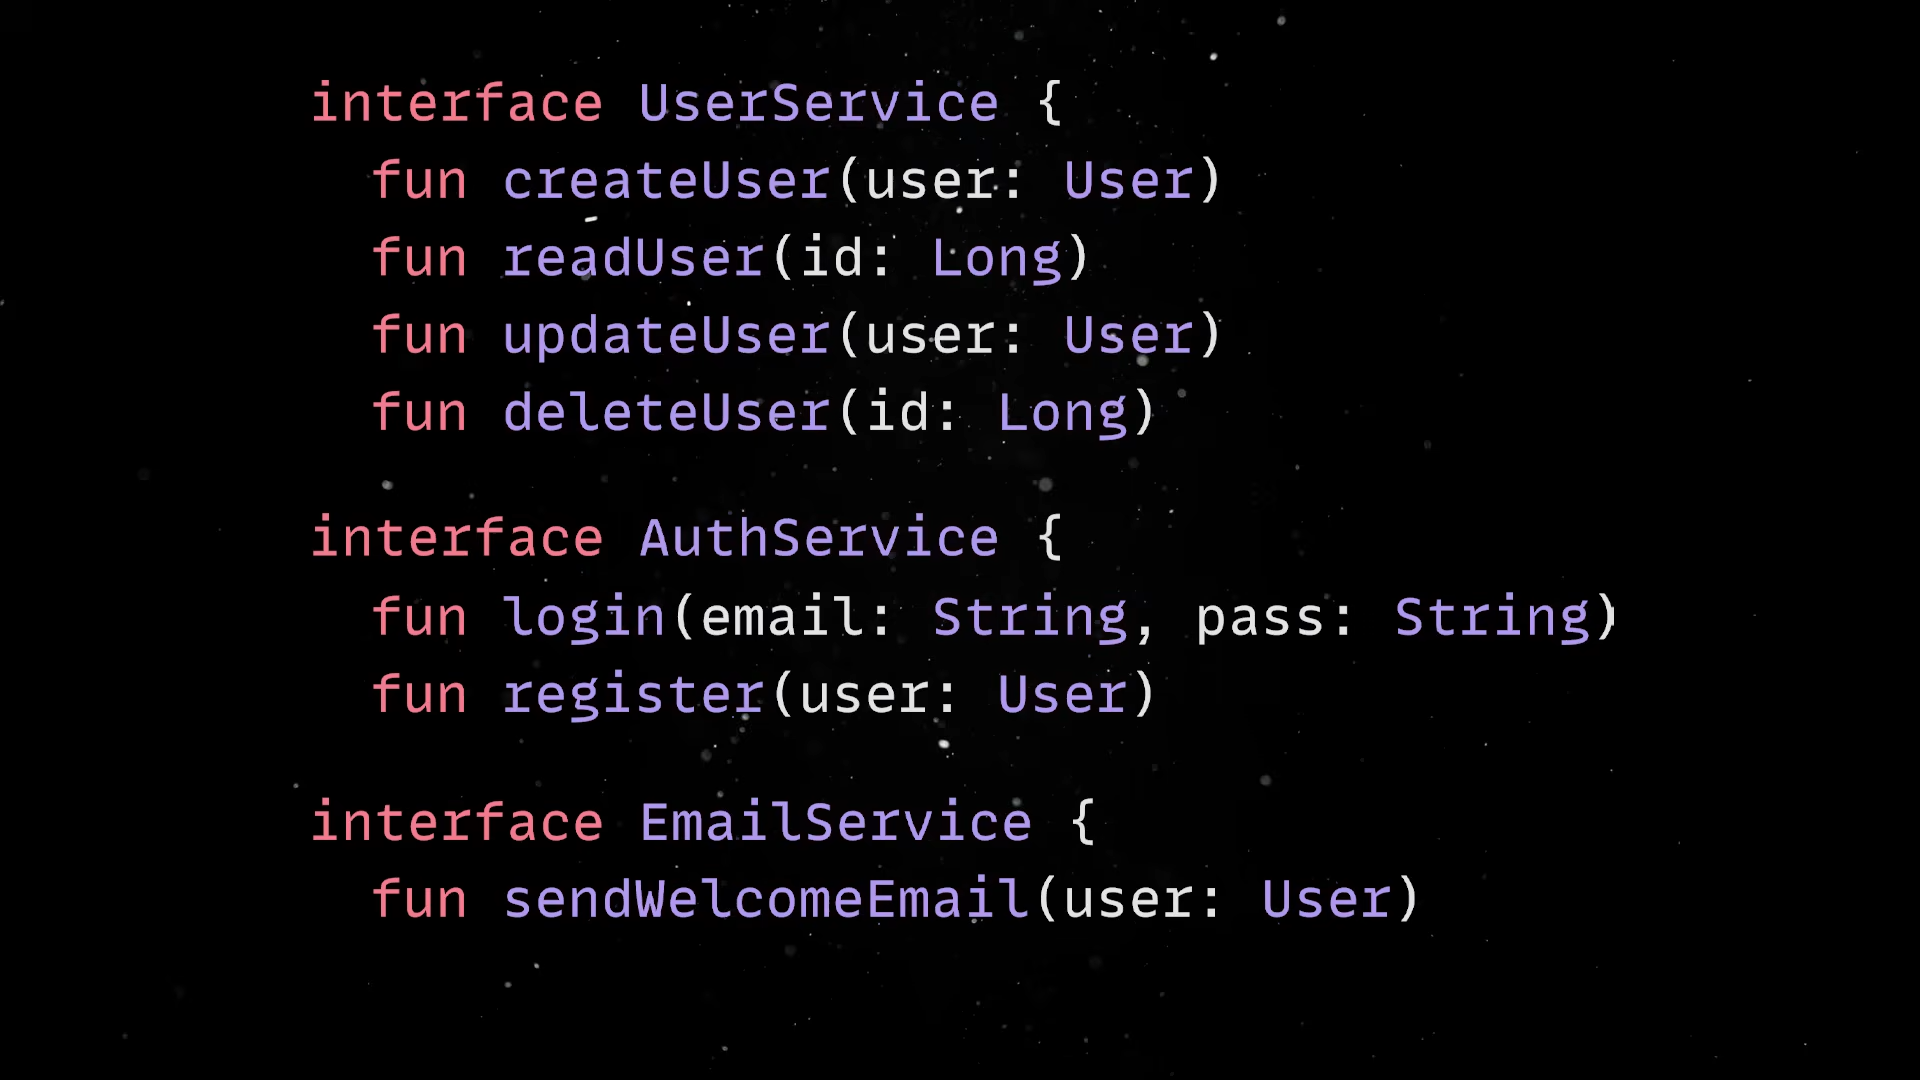 interface UserService {
fun createUser(user: User)
fun readUser(id: Long)
fun updateUser(user: User)
fun deleteUser(id: Long)
interface AuthService {
fun login(email: String, pass: String)
fun register(user: User)
interface EmailService {
fun sendWelcomeEmail(user: User)